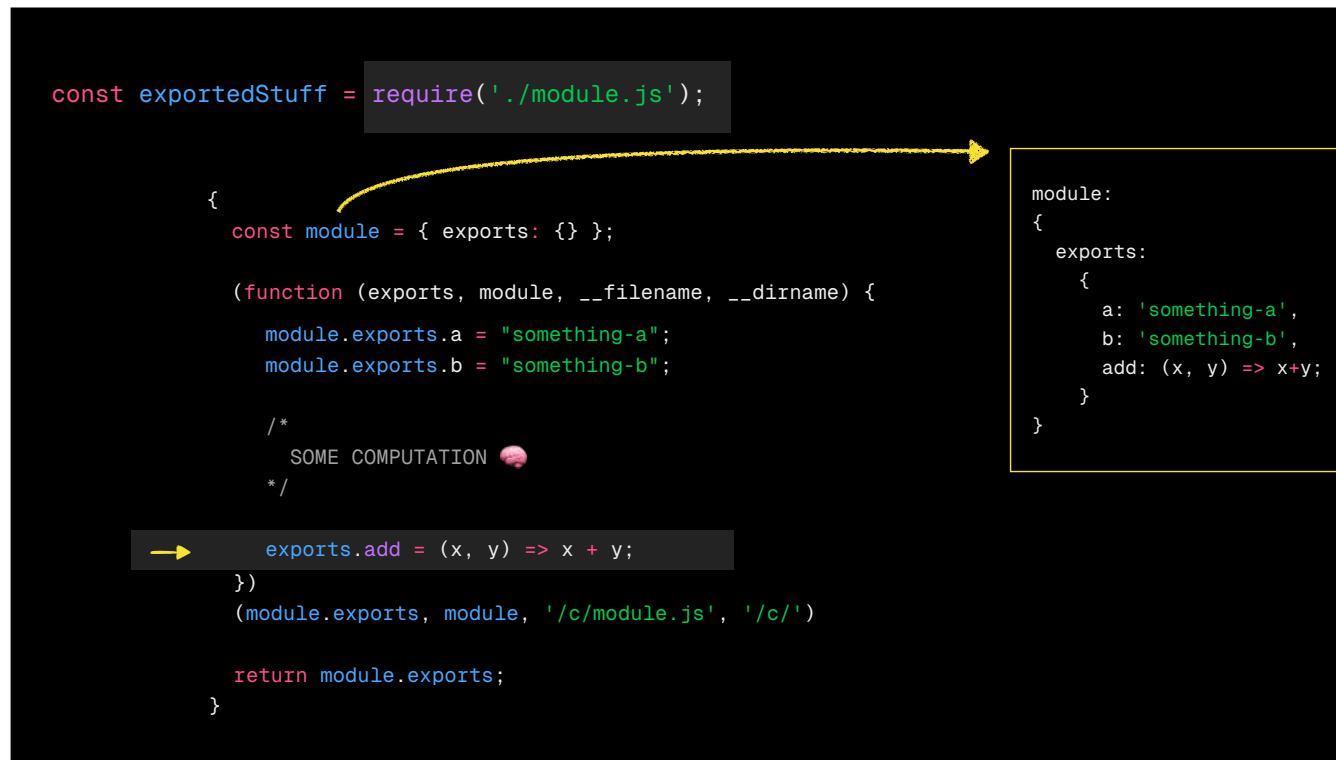 const exportedStuff = require('./module.js');
{
const module = { exports: {} };
(function (exports, module, __filename, __dirname) {
module.exports.a = "something-a";
module.exports.b = "something-b";
/*
SOME COMPUTATION 🧠
*/
exports.add = (x, y) => x + y;
})
(module.exports, module, '/c/module.js', '/c/')
return module.exports;
}
module:
{
exports:
{
a: 'something-a',
b: 'something-b',
add: (x, y) => x+y;
}
}